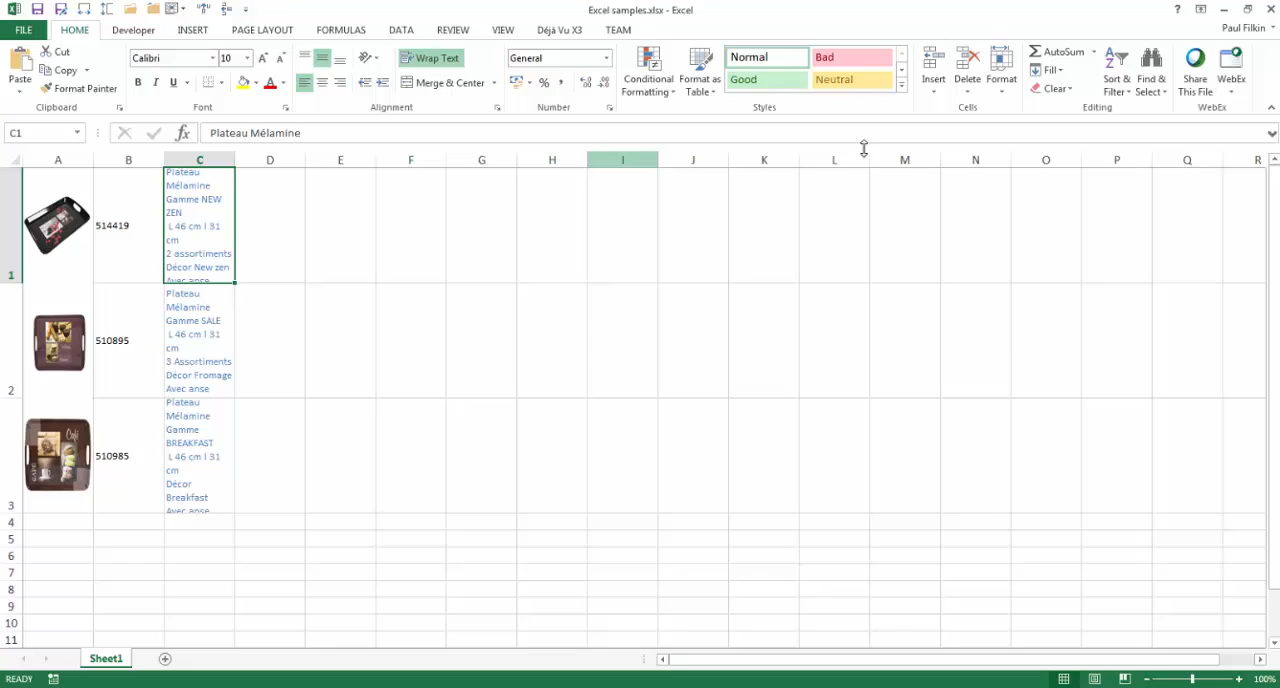 Excel samples.xlsx - Excel
?
Paul Filkin
FILE HOME Developer INSERT PAGE LAYOUT FORMULAS DATA REVIEW VIEW Déjà Vu X3 TEAM
Paste
Cut
Copy
Format Painter
Clipboard
Calibri 10
B I U
Font
Wrap Text
Merge & Center
Alignment
General
%
Number
Conditional
Formatting
Format as
Table
Normal Bad
Good Neutral
Styles
Insert
Delete
Format
Cells
AutoSum
Fill
Clear
Sort &
Filter
Find &
Select
Editing
Share
This File
WebEx
WebEx
C1 fx Plateau Mélamine
A B C D E F G H I J K L M N O P Q R
1
514419
Plateau
Mélamine
Gamme NEW
ZEN
L 46 cm l 31
cm
2 assortiments
Décor New zen
Avec anse
2
510895
Plateau
Mélamine
Gamme SALE
L 46 cm l 31
cm
3 Assortiments
Décor Fromage
Avec anse
3
510985
Plateau
Mélamine
Gamme
BREAKFAST
L 46 cm l 31
cm
Décor
Breakfast
Avec anse
4
5
6
7
8
9
10
11
Sheet1
READY
100%